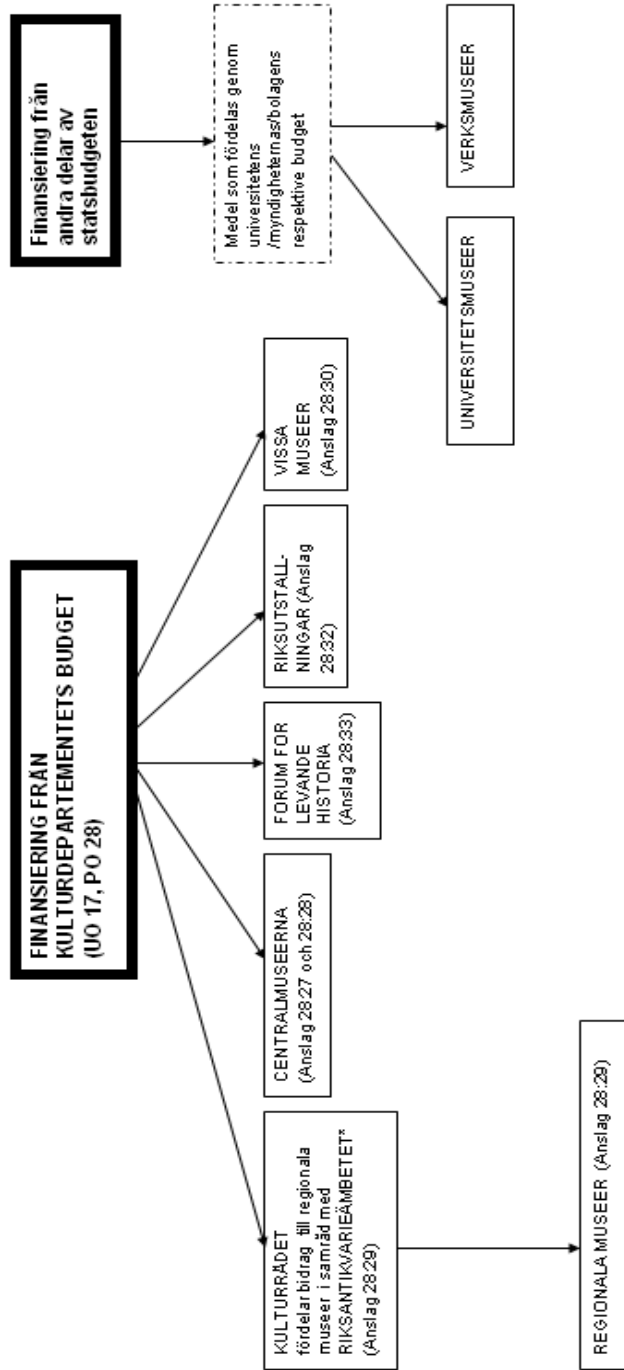 FINANSIERING FRÅN
KULTURDEPARTEMENTETS BUDGET
(UO 17, PO 28)
Finansiering från
andra delar av
statsbudgeten
KULTURRÅDET
fördelar bidrag till regionala
museer i samråd med
RIKSANTIKVARIEÄMBETET*
(Anslag 28:29)
CENTRALMUSEERNA
(Anslag 28:27 och 28:28)
FORUM FÖR
LEVANDE
HISTORIA
(Anslag 28:33)
RIKSUTSTÄLL-
NINGAR (Anslag
28:32)
VISSA
MUSEER
(Anslag 28:30)
Medel som fördelas genom
universitetens
/myndigheternas/bolagens
respektive budget
UNIVERSITETSMUSEER
VERKSMUSEER
REGIONALA MUSEER (Anslag 28:29)